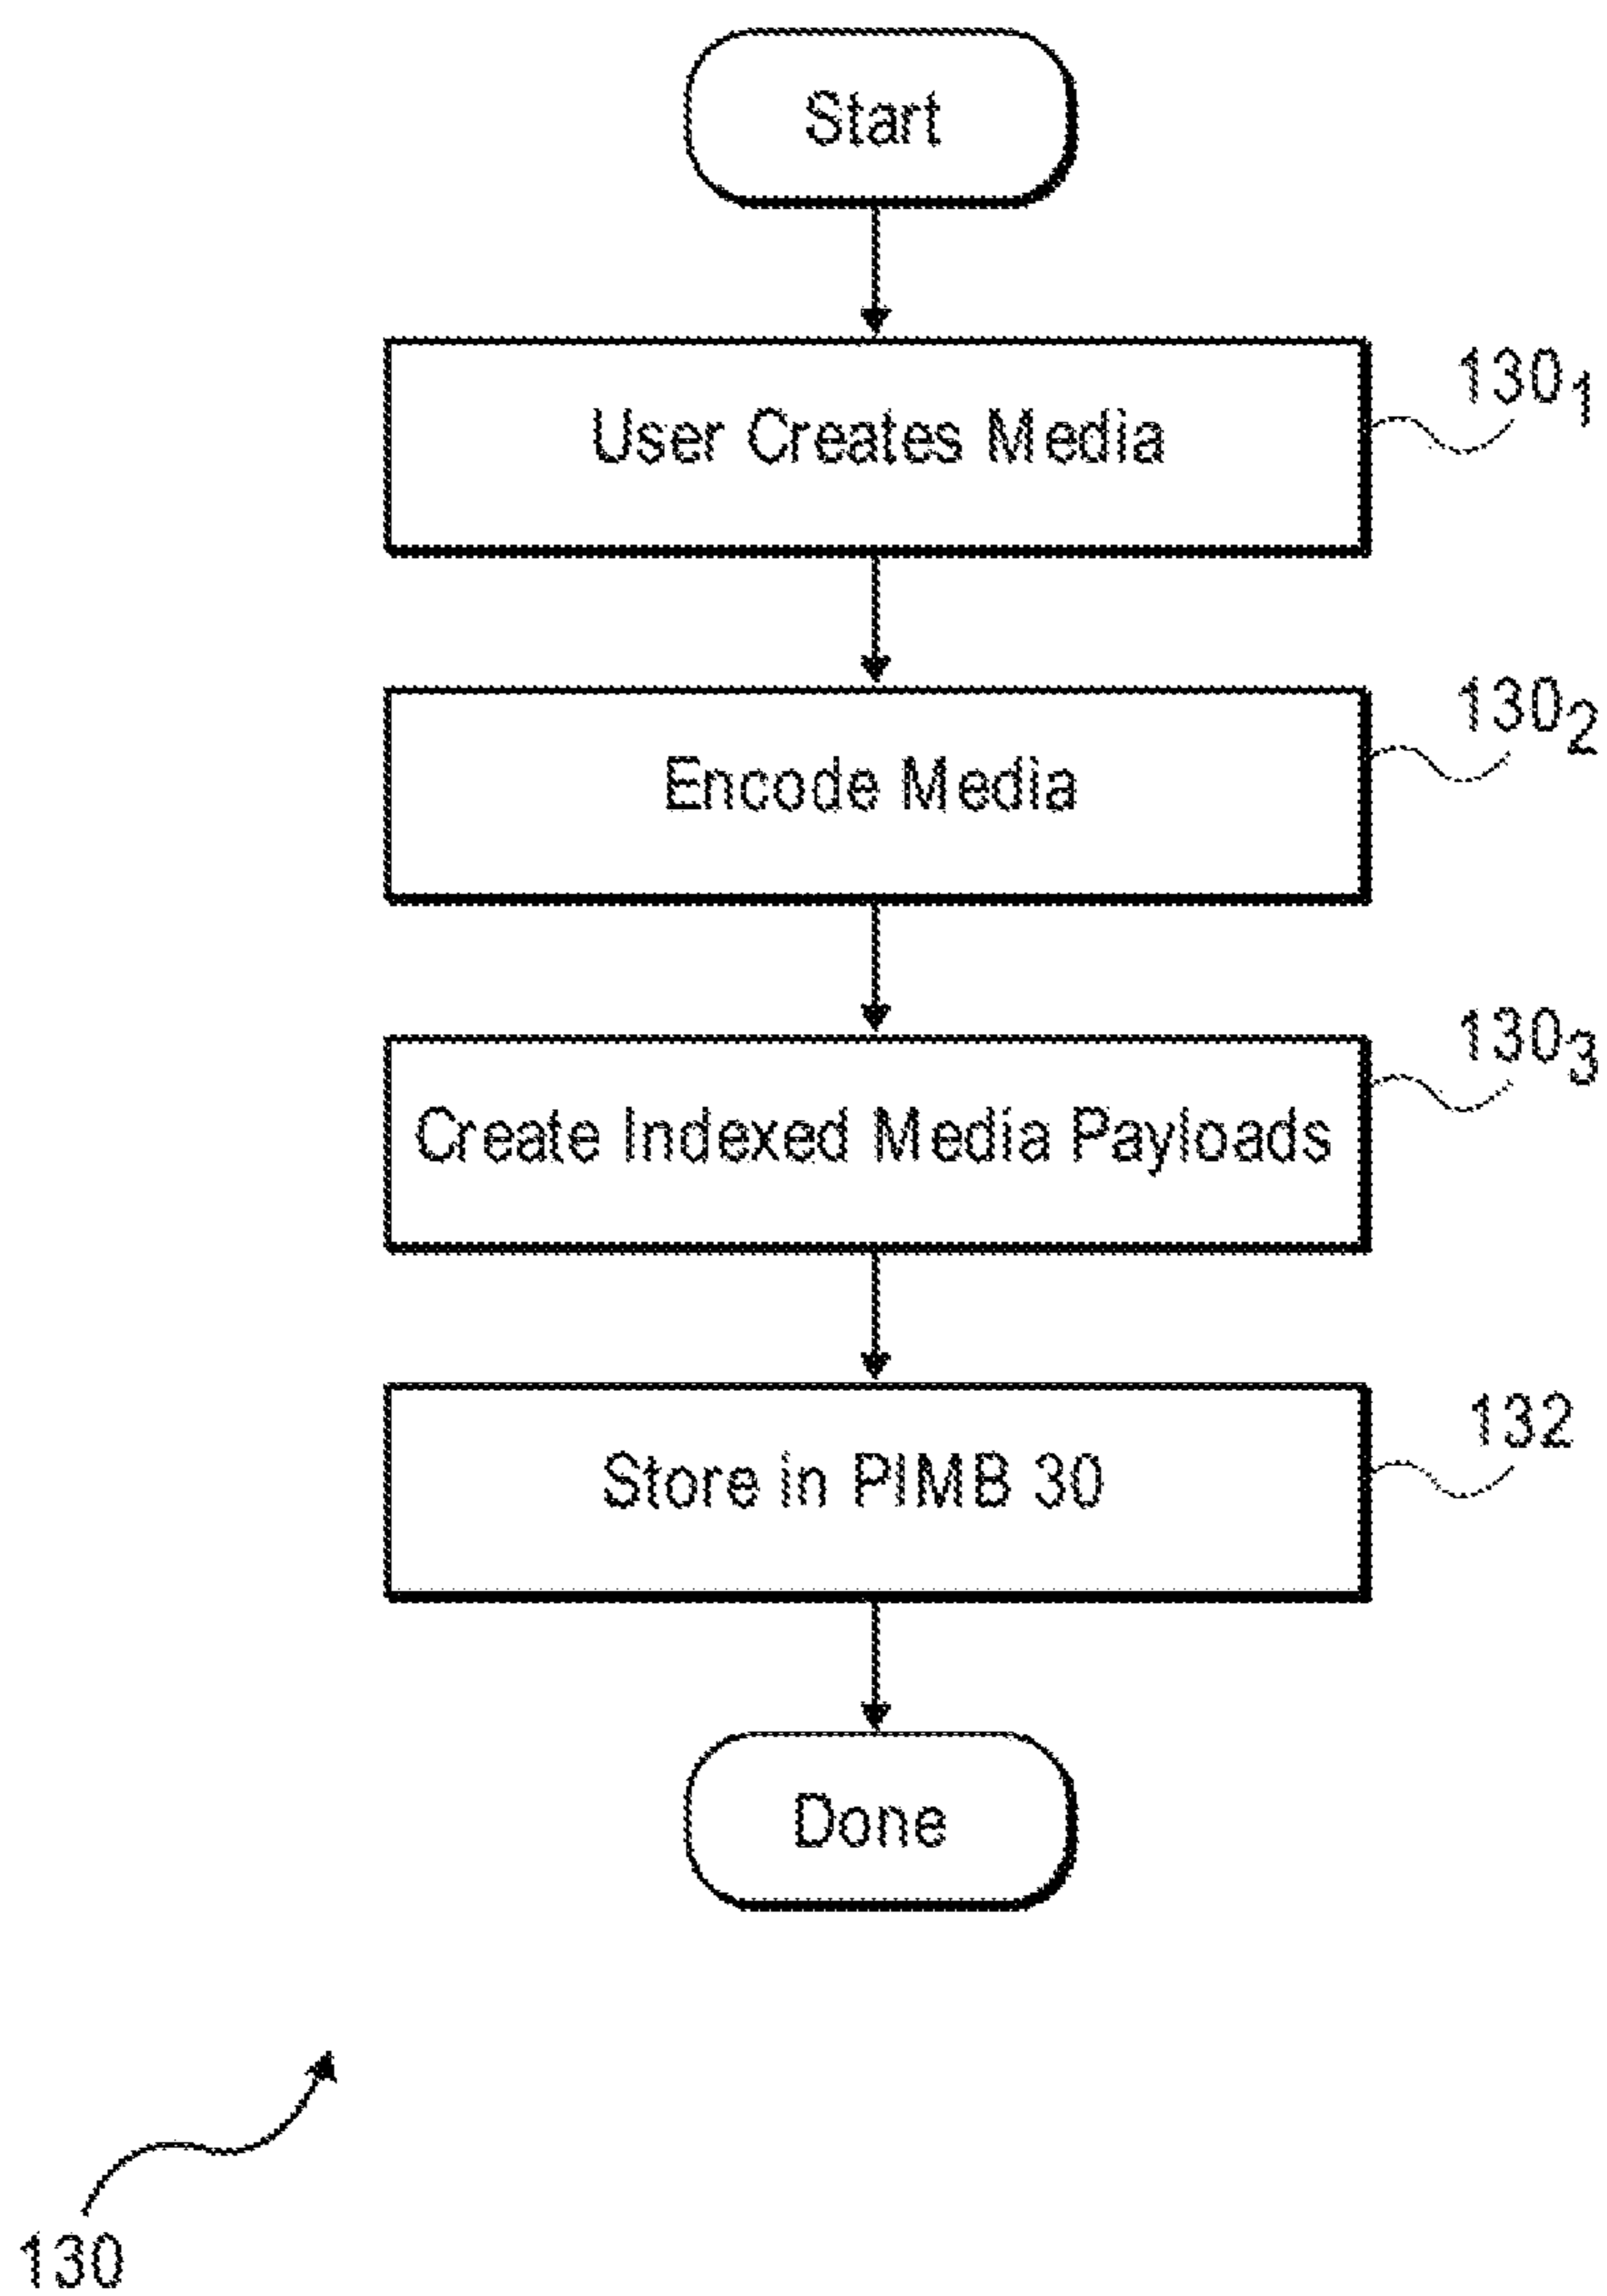 Start
User Creates Media
130₁
Encode Media
130₂
Create Indexed Media Payloads
130₃
Store in PIMB 30
132
Done
130